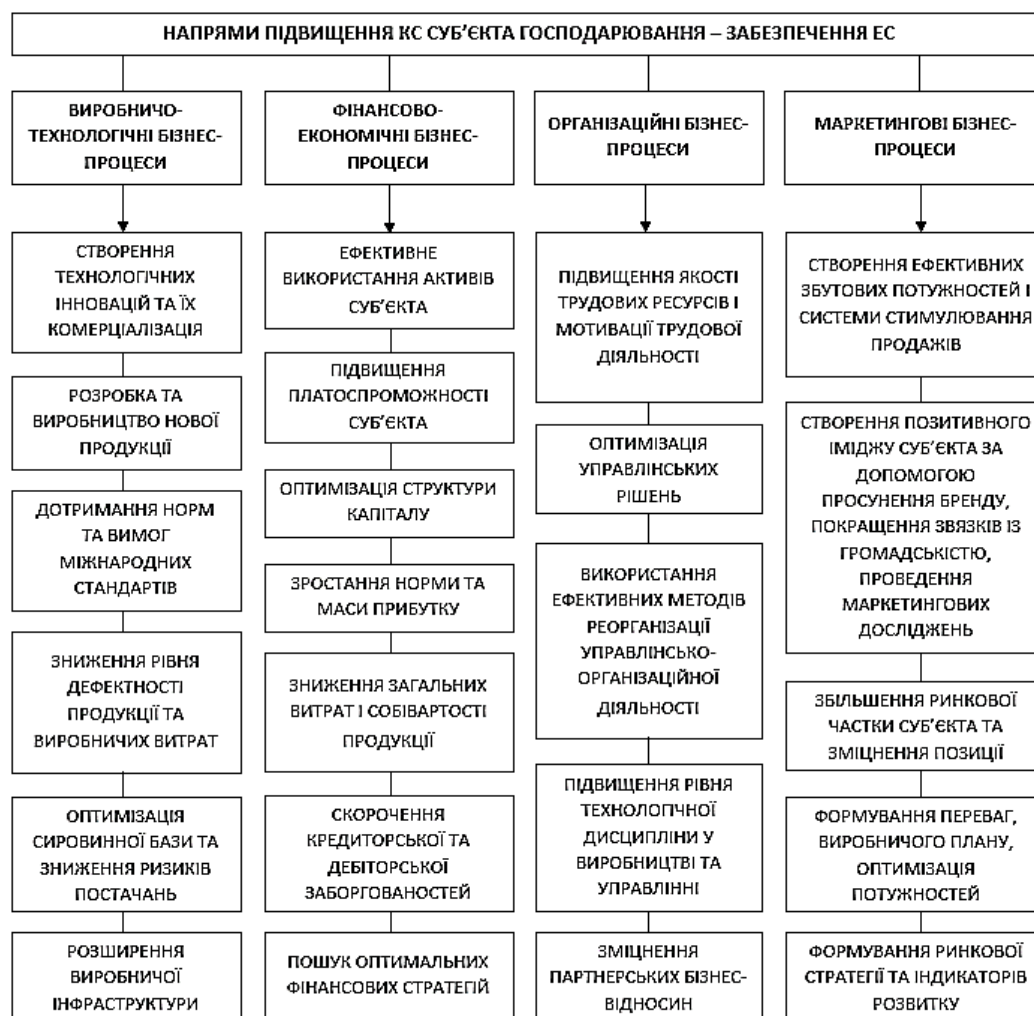 НАПРЯМИ ПІДВИЩЕННЯ КС СУБ’ЄКТА ГОСПОДАРЮВАННЯ – ЗАБЕЗПЕЧЕННЯ ЕС
ВИРОБНИЧО-
ТЕХНОЛОГІЧНІ БІЗНЕС-
ПРОЦЕСИ
СТВОРЕННЯ
ТЕХНОЛОГІЧНИХ
ІННОВАЦІЙ ТА ЇХ
КОМЕРЦІАЛІЗАЦІЯ
РОЗРОБКА ТА
ВИРОБНИЦТВО НОВОЇ
ПРОДУКЦІЇ
ДОТРИМАННЯ НОРМ
ТА ВИМОГ
МІЖНАРОДНИХ
СТАНДАРТІВ
ЗНИЖЕННЯ РІВНЯ
ДЕФЕКТНОСТІ
ПРОДУКЦІЇ ТА
ВИРОБНИЧИХ ВИТРАТ
ОПТИМІЗАЦІЯ
СИРОВИННОЇ БАЗИ ТА
ЗНИЖЕННЯ РИЗИКІВ
ПОСТАЧАНЬ
РОЗШИРЕННЯ
ВИРОБНИЧОЇ
ІНФРАСТРУКТУРИ
ФІНАНСОВО-
ЕКОНОМІЧНІ БІЗНЕС-
ПРОЦЕСИ
ЕФЕКТИВНЕ
ВИКОРИСТАННЯ АКТИВІВ
СУБ’ЄКТА
ПІДВИЩЕННЯ
ПЛАТОСПРОМОЖНОСТІ
СУБ’ЄКТА
ОПТИМІЗАЦІЯ СТРУКТУРИ
КАПІТАЛУ
ЗРОСТАННЯ НОРМИ ТА
МАСИ ПРИБУТКУ
ЗНИЖЕННЯ ЗАГАЛЬНИХ
ВИТРАТ І СОБІВАРТОСТІ
ПРОДУКЦІЇ
СКОРОЧЕННЯ
КРЕДИТОРСЬКОЇ ТА
ДЕБІТОРСЬКОЇ
ЗАБОРГОВАНОСТЕЙ
ПОШУК ОПТИМАЛЬНИХ
ФІНАНСОВИХ СТРАТЕГІЙ
ОРГАНІЗАЦІЙНІ БІЗНЕС-
ПРОЦЕСИ
ПІДВИЩЕННЯ ЯКОСТІ
ТРУДОВИХ РЕСУРСІВ І
МОТИВАЦІЇ ТРУДОВОЇ
ДІЯЛЬНОСТІ
ОПТИМІЗАЦІЯ
УПРАВЛІНСЬКИХ
РІШЕНЬ
ВИКОРИСТАННЯ
ЕФЕКТИВНИХ МЕТОДІВ
РЕОРГАНІЗАЦІЇ
УПРАВЛІНСЬКО-
ОРГАНІЗАЦІЙНОЇ
ДІЯЛЬНОСТІ
ПІДВИЩЕННЯ РІВНЯ
ТЕХНОЛОГІЧНОЇ
ДИСЦИПЛІНИ У
ВИРОБНИЦТВІ ТА
УПРАВЛІННІ
ЗМІЦНЕННЯ
ПАРТНЕРСЬКИХ БІЗНЕС-
ВІДНОСИН
МАРКЕТИНГОВІ БІЗНЕС-
ПРОЦЕСИ
СТВОРЕННЯ ЕФЕКТИВНИХ
ЗБУТОВИХ ПОТУЖНОСТЕЙ І
СИСТЕМИ СТИМУЛЮВАННЯ
ПРОДАЖІВ
СТВОРЕННЯ ПОЗИТИВНОГО
ІМІДЖУ СУБ’ЄКТА ЗА
ДОПОМОГОЮ
ПРОСУНЕННЯ БРЕНДУ,
ПОКРАЩЕННЯ ЗВЯЗКІВ ІЗ
ГРОМАДСЬКІСТЮ,
ПРОВЕДЕННЯ
МАРКЕТИНГОВИХ
ДОСЛІДЖЕНЬ
ЗБІЛЬШЕННЯ РИНКОВОЇ
ЧАСТКИ СУБ’ЄКТА ТА
ЗМІЦНЕННЯ ПОЗИЦІЇ
ФОРМУВАННЯ ПЕРЕВАГ,
ВИРОБНИЧОГО ПЛАНУ,
ОПТИМІЗАЦІЯ
ПОТУЖНОСТЕЙ
ФОРМУВАННЯ РИНКОВОЇ
СТРАТЕГІЇ ТА ІНДИКАТОРІВ
РОЗВИТКУ